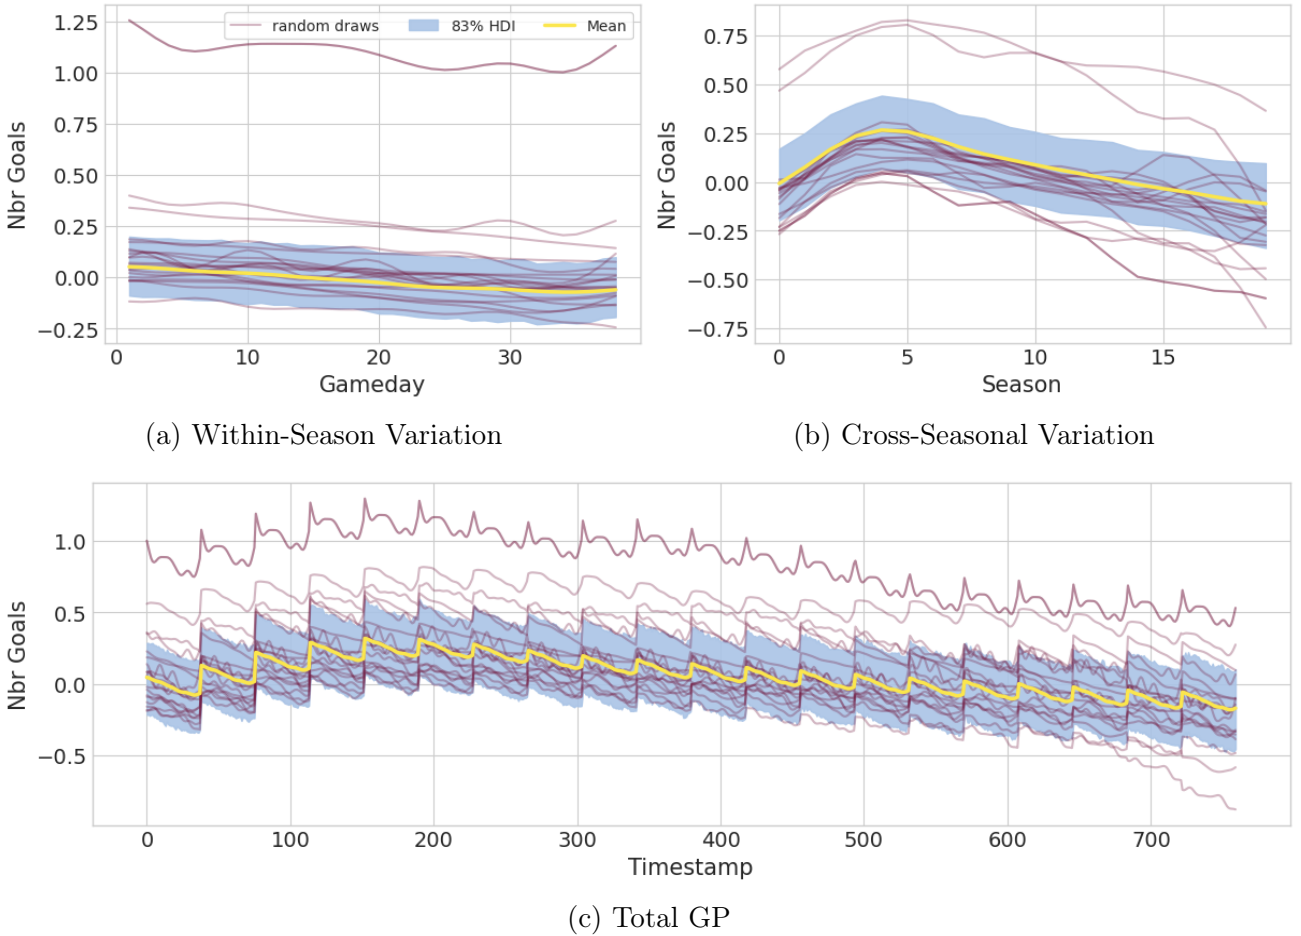 random draws 83% HDI Mean
1.25
1.00
0.75
0.50
0.25
0.00
−0.25
Nbr Goals
0 10 20 30
Gameday
(a) Within-Season Variation
0.75
0.50
0.25
0.00
−0.25
−0.50
−0.75
Nbr Goals
0 5 10 15
Season
(b) Cross-Seasonal Variation
1.0
0.5
0.0
−0.5
Nbr Goals
0 100 200 300 400 500 600 700
Timestamp
(c) Total GP